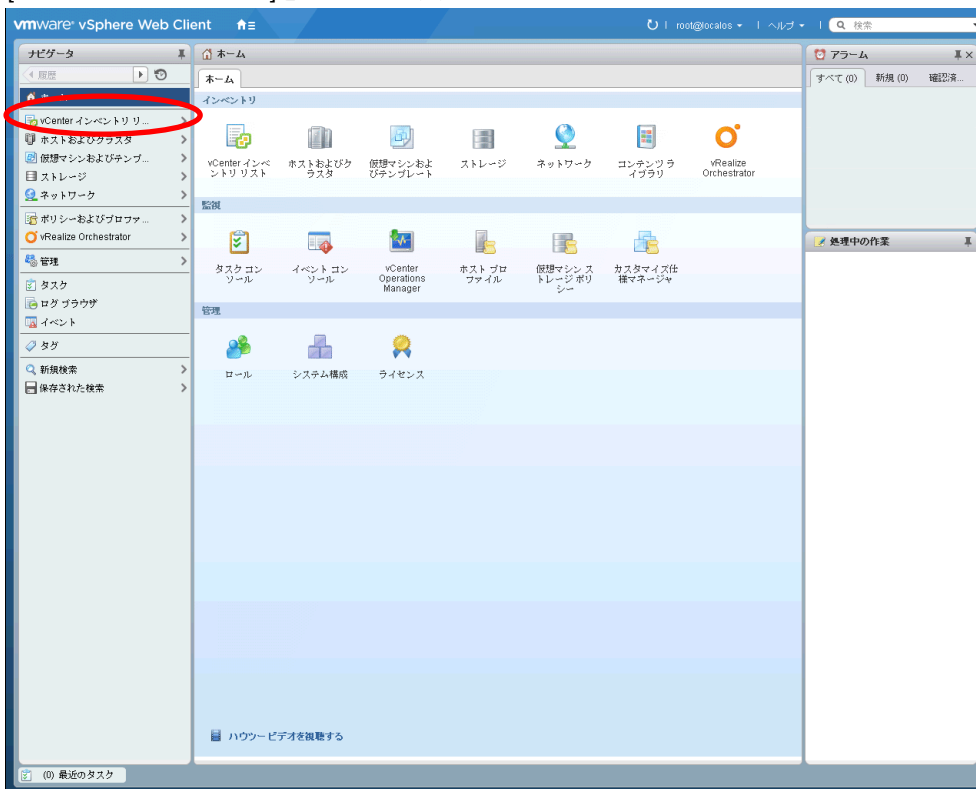 vmware® vSphere Web Client
root@localos
ヘルプ
検索
ナビゲータ
履歴
ホーム
vCenter インベントリ リ...
ホストおよびクラスタ
仮想マシンおよびテンプ...
ストレージ
ネットワーク
ポリシーおよびプロファ...
vRealize Orchestrator
管理
タスク
ログ ブラウザ
イベント
タグ
新規検索
保存された検索
ホーム
ホーム
インベントリ
vCenter インベ
ントリ リスト
ホストおよびク
ラスタ
仮想マシンおよ
びテンプレート
ストレージ
ネットワーク
コンテンツ ラ
イブラリ
vRealize
Orchestrator
監視
タスク コン
ソール
イベント コン
ソール
vCenter
Operations
Manager
ホスト プロ
ファイル
仮想マシン ス
トレージ ポリ
シー
カスタマイズ仕
様マネージャ
管理
ロール
システム構成
ライセンス
ハウツー ビデオを視聴する
アラーム
すべて (0)
新規 (0)
確認済...
処理中の作業
(0) 最近のタスク